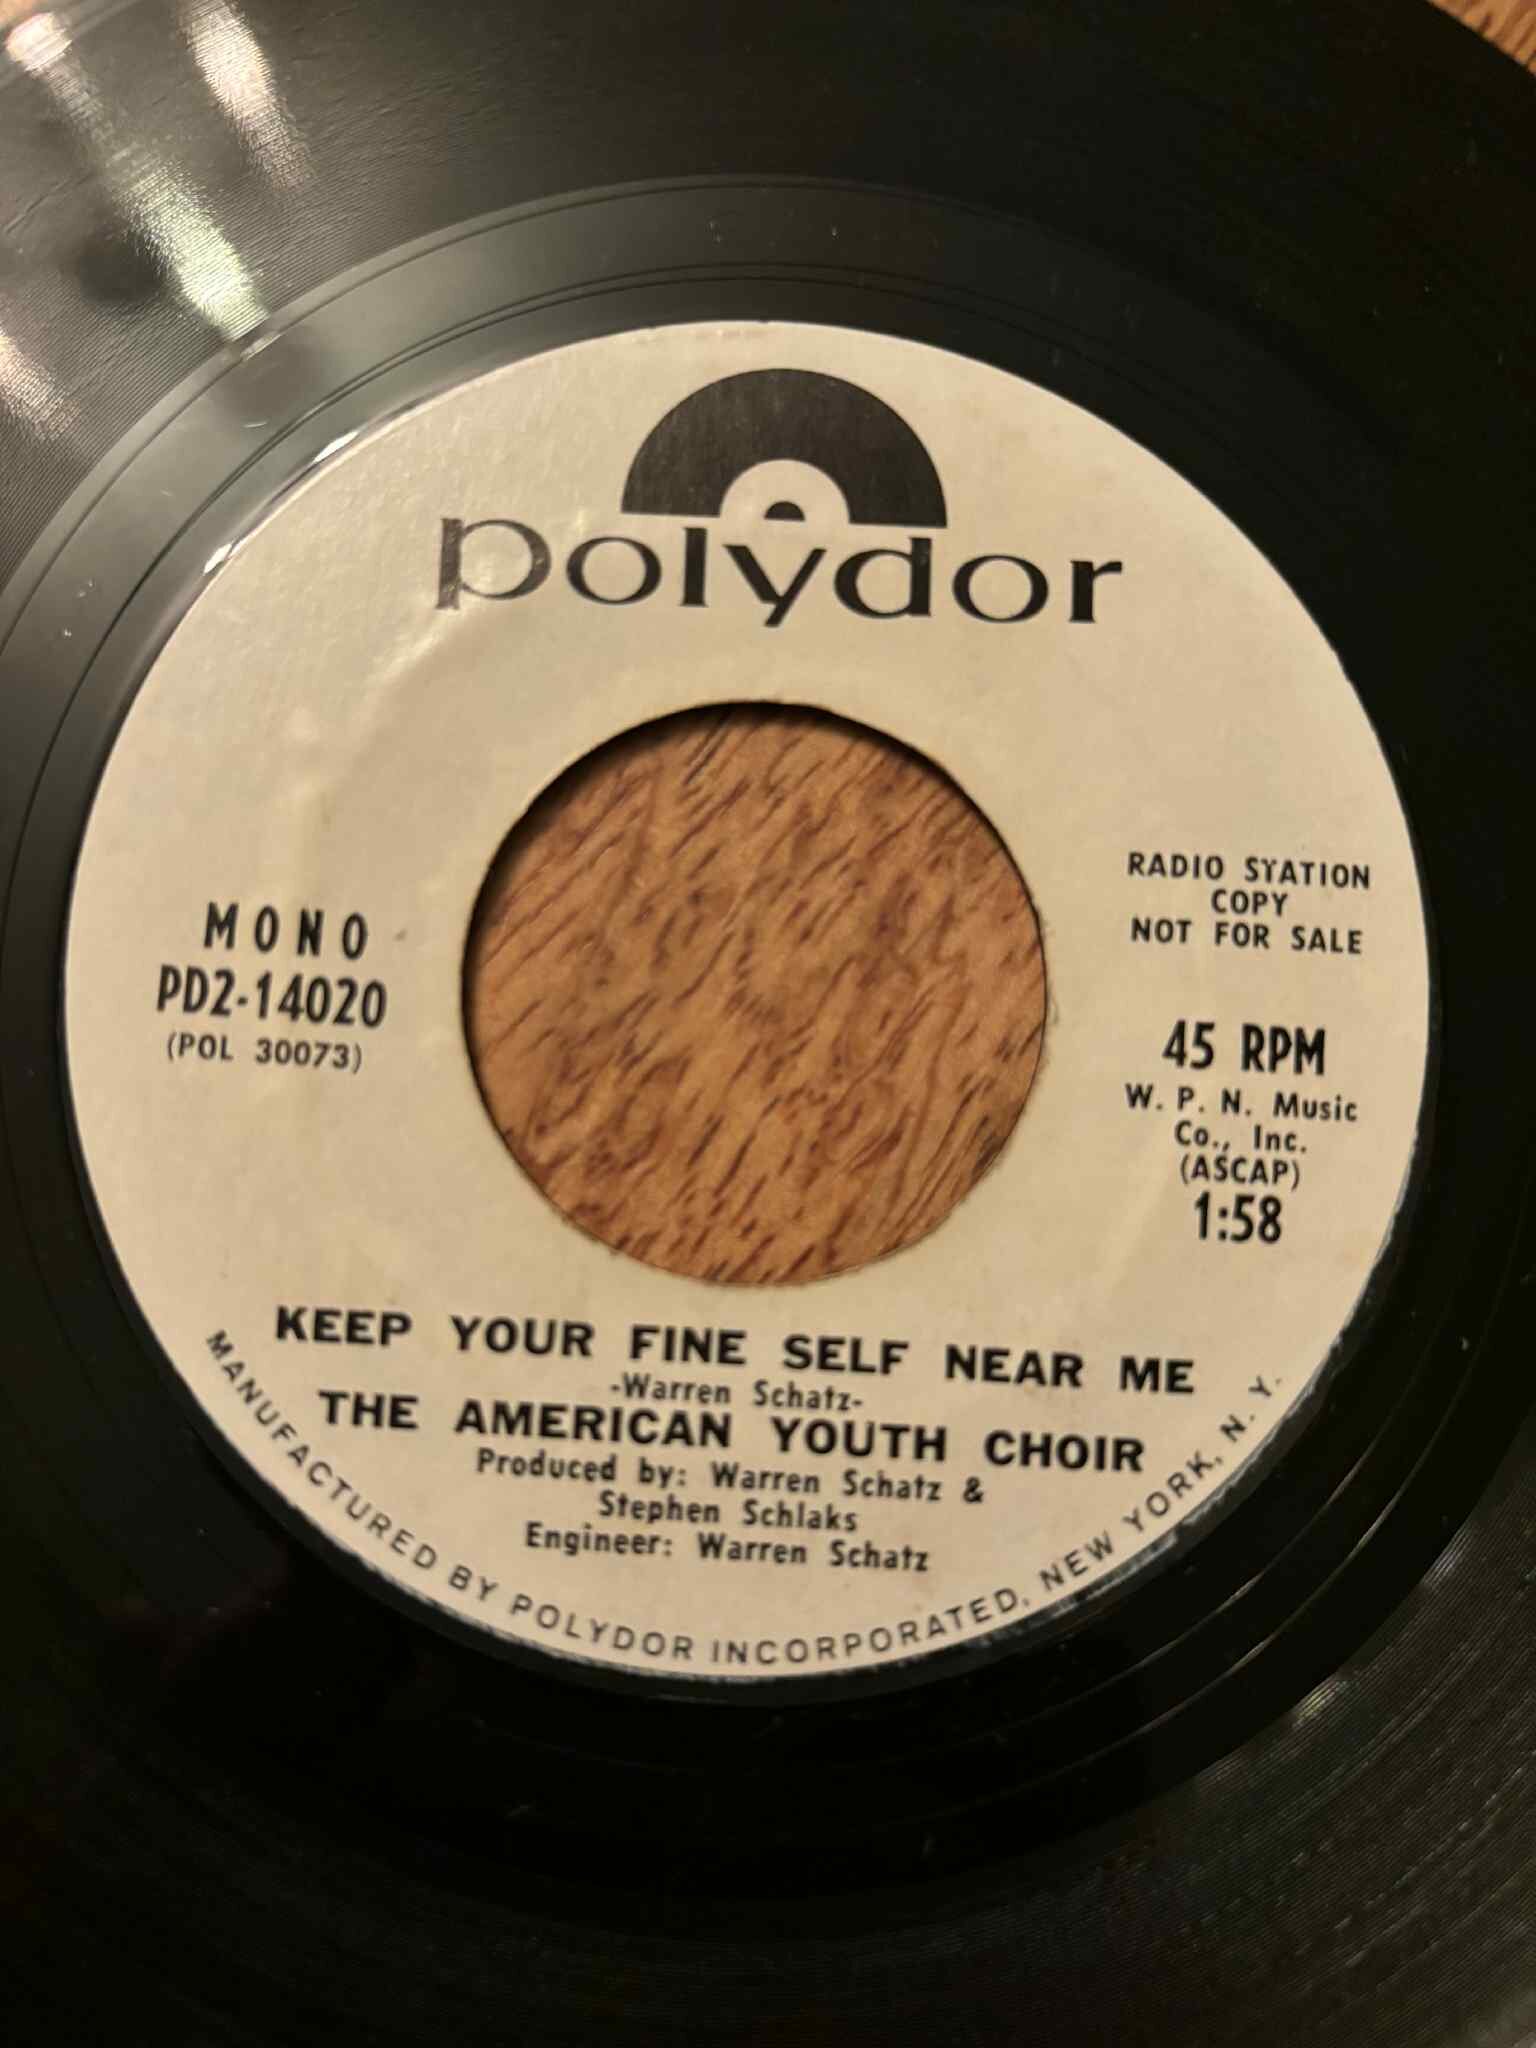 polydor
RADIO STATION
COPY
NOT FOR SALE
MONO
PD2-14020
(POL 30073)
45 RPM
W. P. N. Music
Co., Inc.
(ASCAP)
1:58
KEEP YOUR FINE SELF NEAR ME
-Warren Schatz-
THE AMERICAN YOUTH CHOIR
Produced by: Warren Schatz &
Stephen Schlaks
Engineer: Warren Schatz
MANUFACTURED BY POLYDOR INCORPORATED, NEW YORK, N. Y.